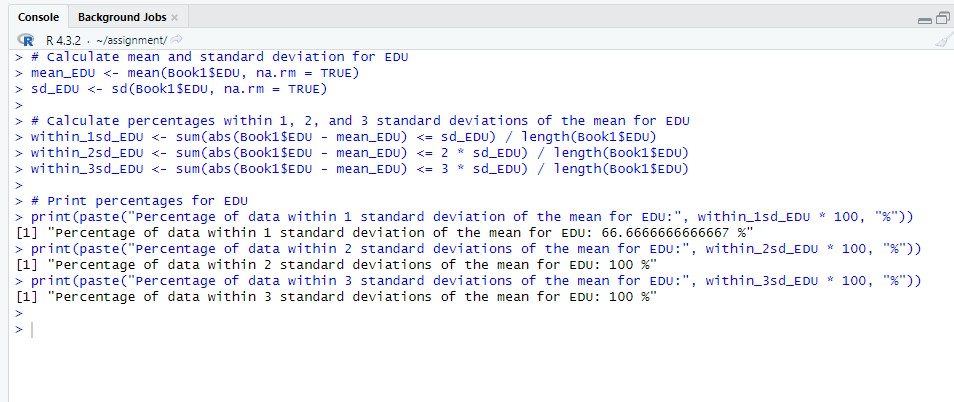 Console Background Jobs ×
R R 4.3.2 · ~/assignment/
> # Calculate mean and standard deviation for EDU
> mean_EDU <- mean(Book1$EDU, na.rm = TRUE)
> sd_EDU <- sd(Book1$EDU, na.rm = TRUE)
>
> # Calculate percentages within 1, 2, and 3 standard deviations of the mean for EDU
> within_1sd_EDU <- sum(abs(Book1$EDU - mean_EDU) <= sd_EDU) / length(Book1$EDU)
> within_2sd_EDU <- sum(abs(Book1$EDU - mean_EDU) <= 2 * sd_EDU) / length(Book1$EDU)
> within_3sd_EDU <- sum(abs(Book1$EDU - mean_EDU) <= 3 * sd_EDU) / length(Book1$EDU)
>
> # Print percentages for EDU
> print(paste("Percentage of data within 1 standard deviation of the mean for EDU:", within_1sd_EDU * 100, "%"))
[1] "Percentage of data within 1 standard deviation of the mean for EDU: 66.6666666666667 %"
> print(paste("Percentage of data within 2 standard deviations of the mean for EDU:", within_2sd_EDU * 100, "%"))
[1] "Percentage of data within 2 standard deviations of the mean for EDU: 100 %"
> print(paste("Percentage of data within 3 standard deviations of the mean for EDU:", within_3sd_EDU * 100, "%"))
[1] "Percentage of data within 3 standard deviations of the mean for EDU: 100 %"
>
>